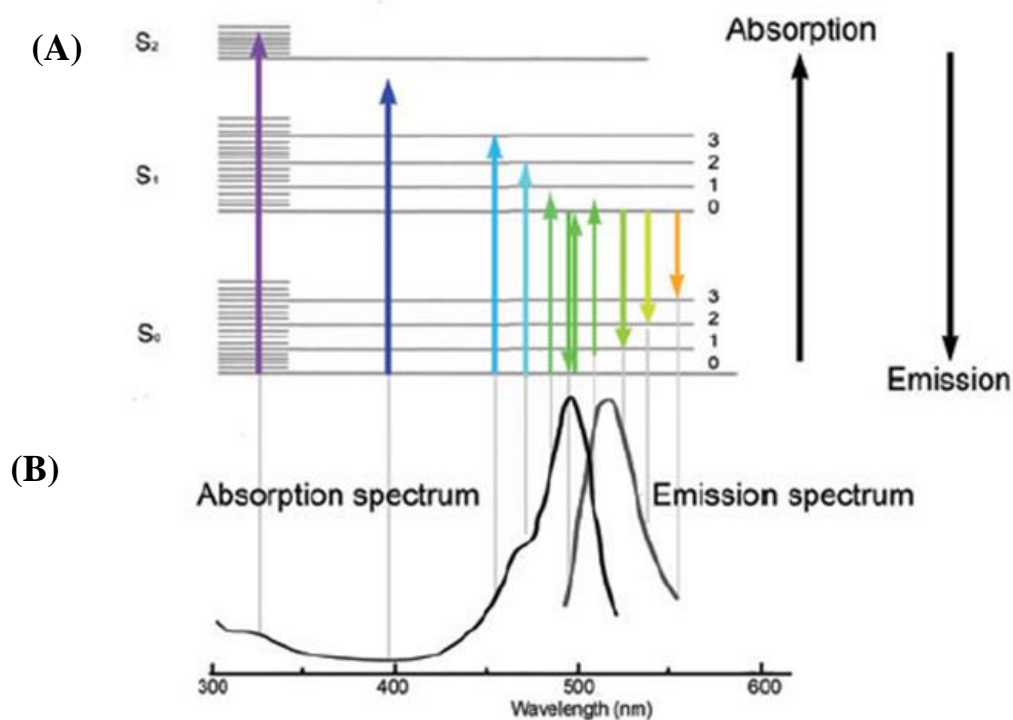 (A)
S₂
Absorption
3
2
S₁
1
0
3
2
S₀
1
0
Emission
(B)
Absorption spectrum
Emission spectrum
300
400
500
600
Wavelength (nm)